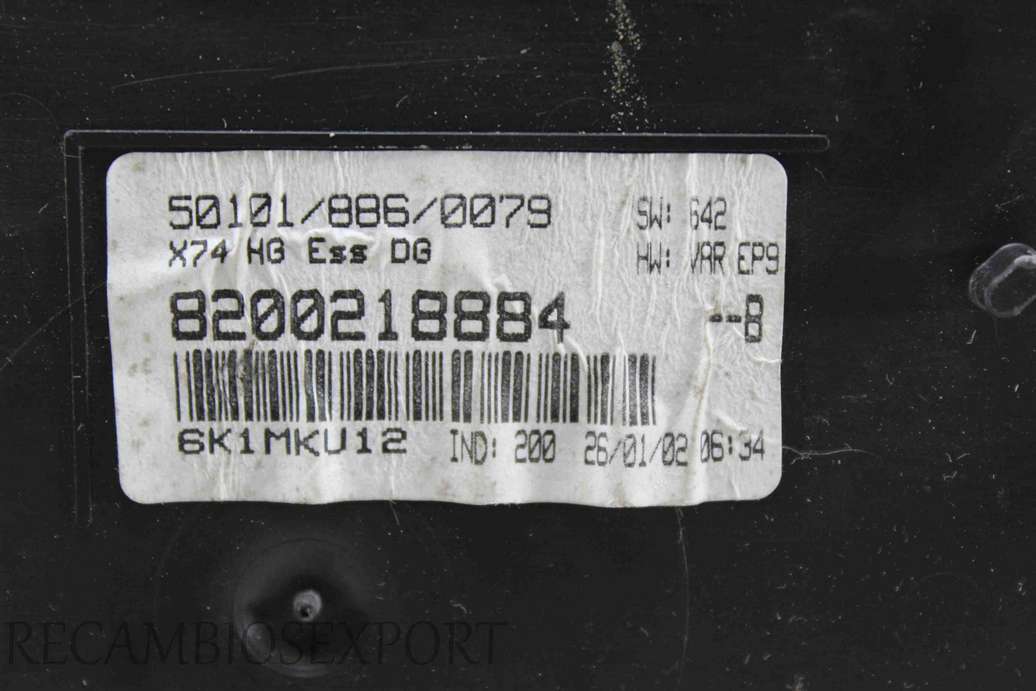 50101/886/0079 SW: 642
X74 HG Ess DG HW: VAR EP9
8200218884 --B
6K1MKU12 IND: 200 26/01/02 06:34
RECAMBIOSEXPORT